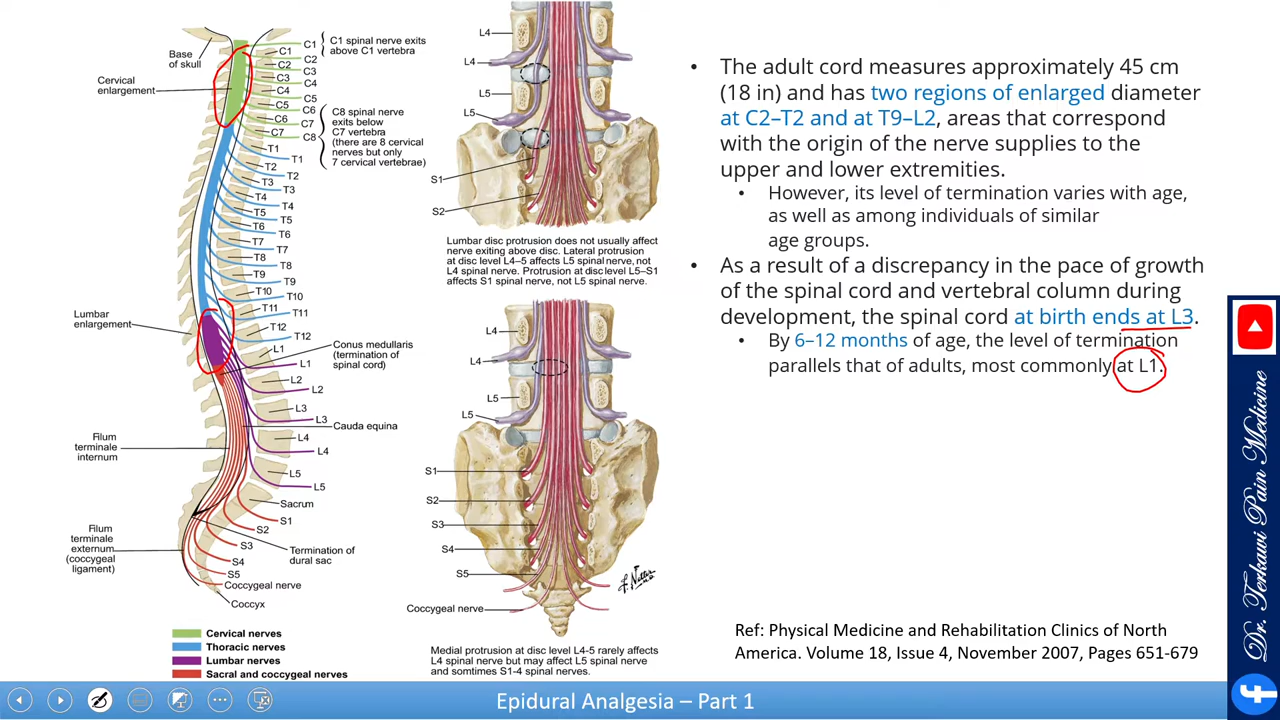 Base
of skull
Cervical
enlargement
C1
C1 spinal nerve exits
above C1 vertebra
C1
C2
C2
C3
C3
C4
C4
C5
C5
C6
C6
C7
C7
C8
C8 spinal nerve
exits below
C7 vertebra
(there are 8 cervical
nerves but only
7 cervical vertebrae)
T1
T1
T2
T2
T3
T3
T4
T4
T5
T5
T6
T6
T7
T7
T8
T8
T9
T9
T10
T10
T11
T11
T12
T12
Lumbar
enlargement
L1
L1
L2
L2
L3
L3
L4
L4
L5
L5
Conus medullaris
(termination of
spinal cord)
Cauda equina
Filum
terminale
internum
Sacrum
S1
S2
S3
S4
S5
Termination of
dural sac
Filum
terminale
externum
(coccygeal
ligament)
Coccygeal nerve
Coccyx
Cervical nerves
Thoracic nerves
Lumbar nerves
Sacral and coccygeal nerves
L4
L4
L5
L5
S1
S2
Lumbar disc protrusion does not usually affect
nerve exiting above disc. Lateral protrusion
at disc level L4–5 affects L5 spinal nerve, not
L4 spinal nerve. Protrusion at disc level L5–S1
affects S1 spinal nerve, not L5 spinal nerve.
L4
L4
L5
L5
S1
S2
S3
S4
S5
Coccygeal nerve
F. Netter
Medial protrusion at disc level L4-5 rarely affects
L4 spinal nerve but may affect L5 spinal nerve
and somtimes S1-4 spinal nerves.
• The adult cord measures approximately 45 cm
(18 in) and has two regions of enlarged diameter
at C2–T2 and at T9–L2, areas that correspond
with the origin of the nerve supplies to the
upper and lower extremities.
• However, its level of termination varies with age,
as well as among individuals of similar
age groups.
• As a result of a discrepancy in the pace of growth
of the spinal cord and vertebral column during
development, the spinal cord at birth ends at L3.
• By 6–12 months of age, the level of termination
parallels that of adults, most commonly at L1.
Ref: Physical Medicine and Rehabilitation Clinics of North
America. Volume 18, Issue 4, November 2007, Pages 651-679
Epidural Analgesia – Part 1
Dr. Terkawi Pain Medicine